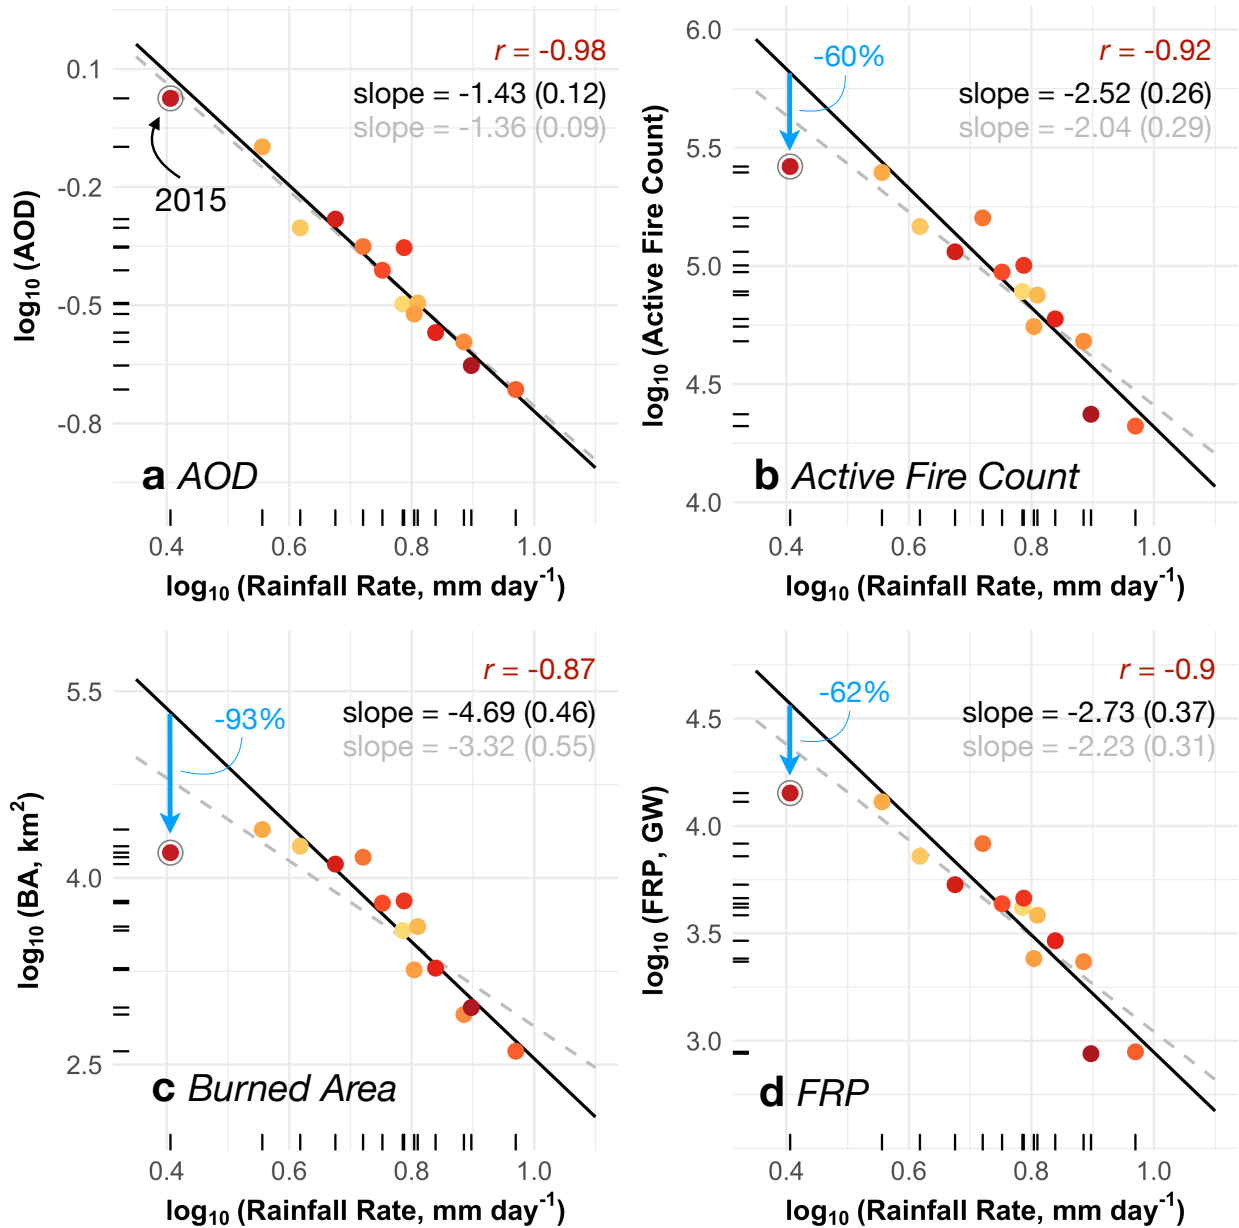 r = -0.98
slope = -1.43 (0.12)
slope = -1.36 (0.09)
2015
0.1
-0.2
-0.5
-0.8
log10 (AOD)
a AOD
0.4 0.6 0.8 1.0
log10 (Rainfall Rate, mm day-1)
r = -0.92
-60%
slope = -2.52 (0.26)
slope = -2.04 (0.29)
6.0
5.5
5.0
4.5
4.0
log10 (Active Fire Count)
b Active Fire Count
0.4 0.6 0.8 1.0
log10 (Rainfall Rate, mm day-1)
r = -0.87
-93%
slope = -4.69 (0.46)
slope = -3.32 (0.55)
5.5
4.0
2.5
log10 (BA, km2)
c Burned Area
0.4 0.6 0.8 1.0
log10 (Rainfall Rate, mm day-1)
r = -0.9
-62%
slope = -2.73 (0.37)
slope = -2.23 (0.31)
4.5
4.0
3.5
3.0
log10 (FRP, GW)
d FRP
0.4 0.6 0.8 1.0
log10 (Rainfall Rate, mm day-1)